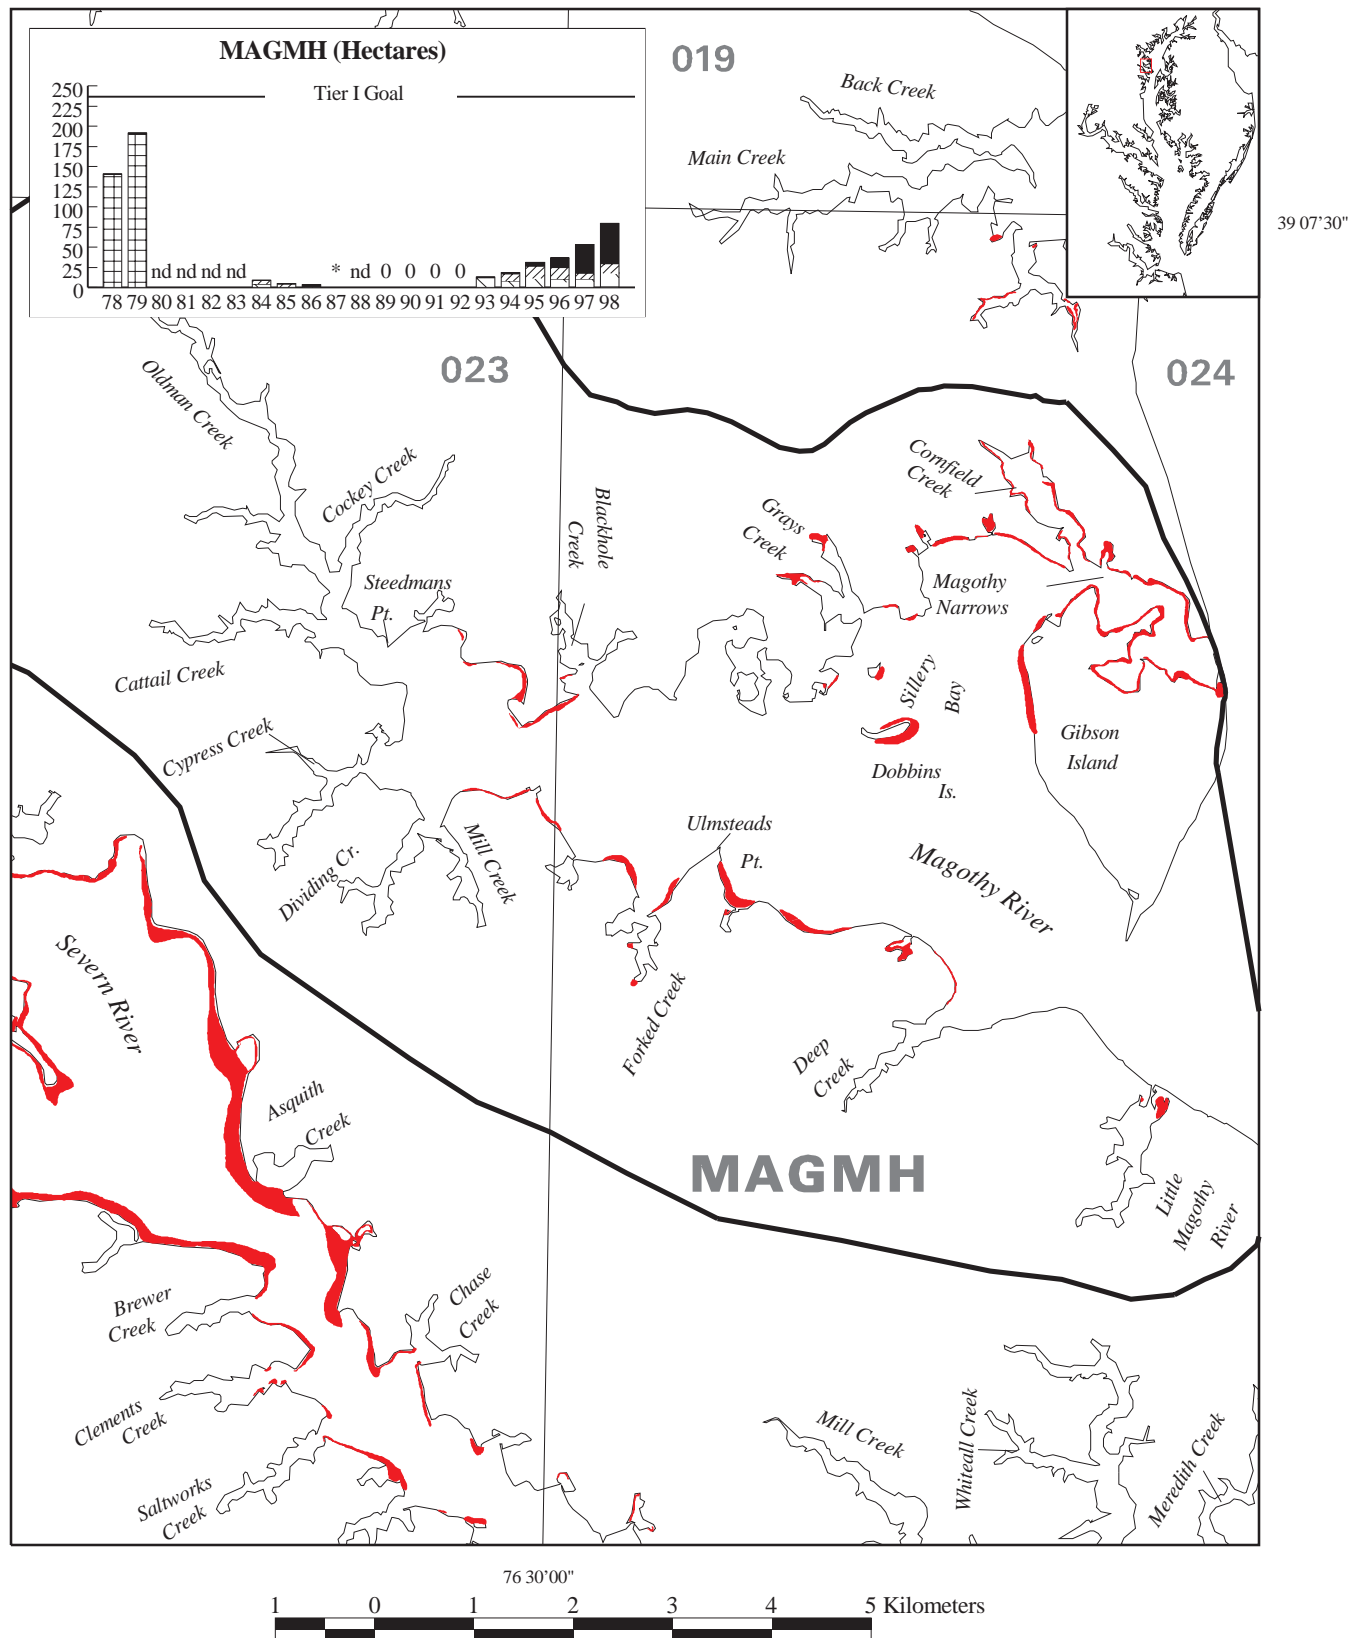 MAGMH (Hectares)
Tier I Goal
250
225
200
175
150
125
100
75
50
25
0
nd nd nd nd * nd 0 0 0 0
78 79 80 81 82 83 84 85 86 87 88 89 90 91 92 93 94 95 96 97 98
019
Back Creek
Main Creek
39 07'30"
023
024
Oldman Creek
Cockey Creek
Blackhole
Creek
Grays
Creek
Cornfield
Creek
Steedmans
Pt.
Magothy
Narrows
Cattail Creek
Sillery
Bay
Cypress Creek
Gibson
Island
Dobbins
Is.
Ulmsteads
Pt.
Mill Creek
Dividing Cr.
Magothy River
Severn River
Forked Creek
Deep
Creek
Asquith
Creek
MAGMH
Little
Magothy
River
Brewer
Creek
Chase
Creek
Clements
Creek
Mill Creek
Whiteall Creek
Meredith Creek
Saltworks
Creek
76 30'00"
1 0 1 2 3 4 5 Kilometers